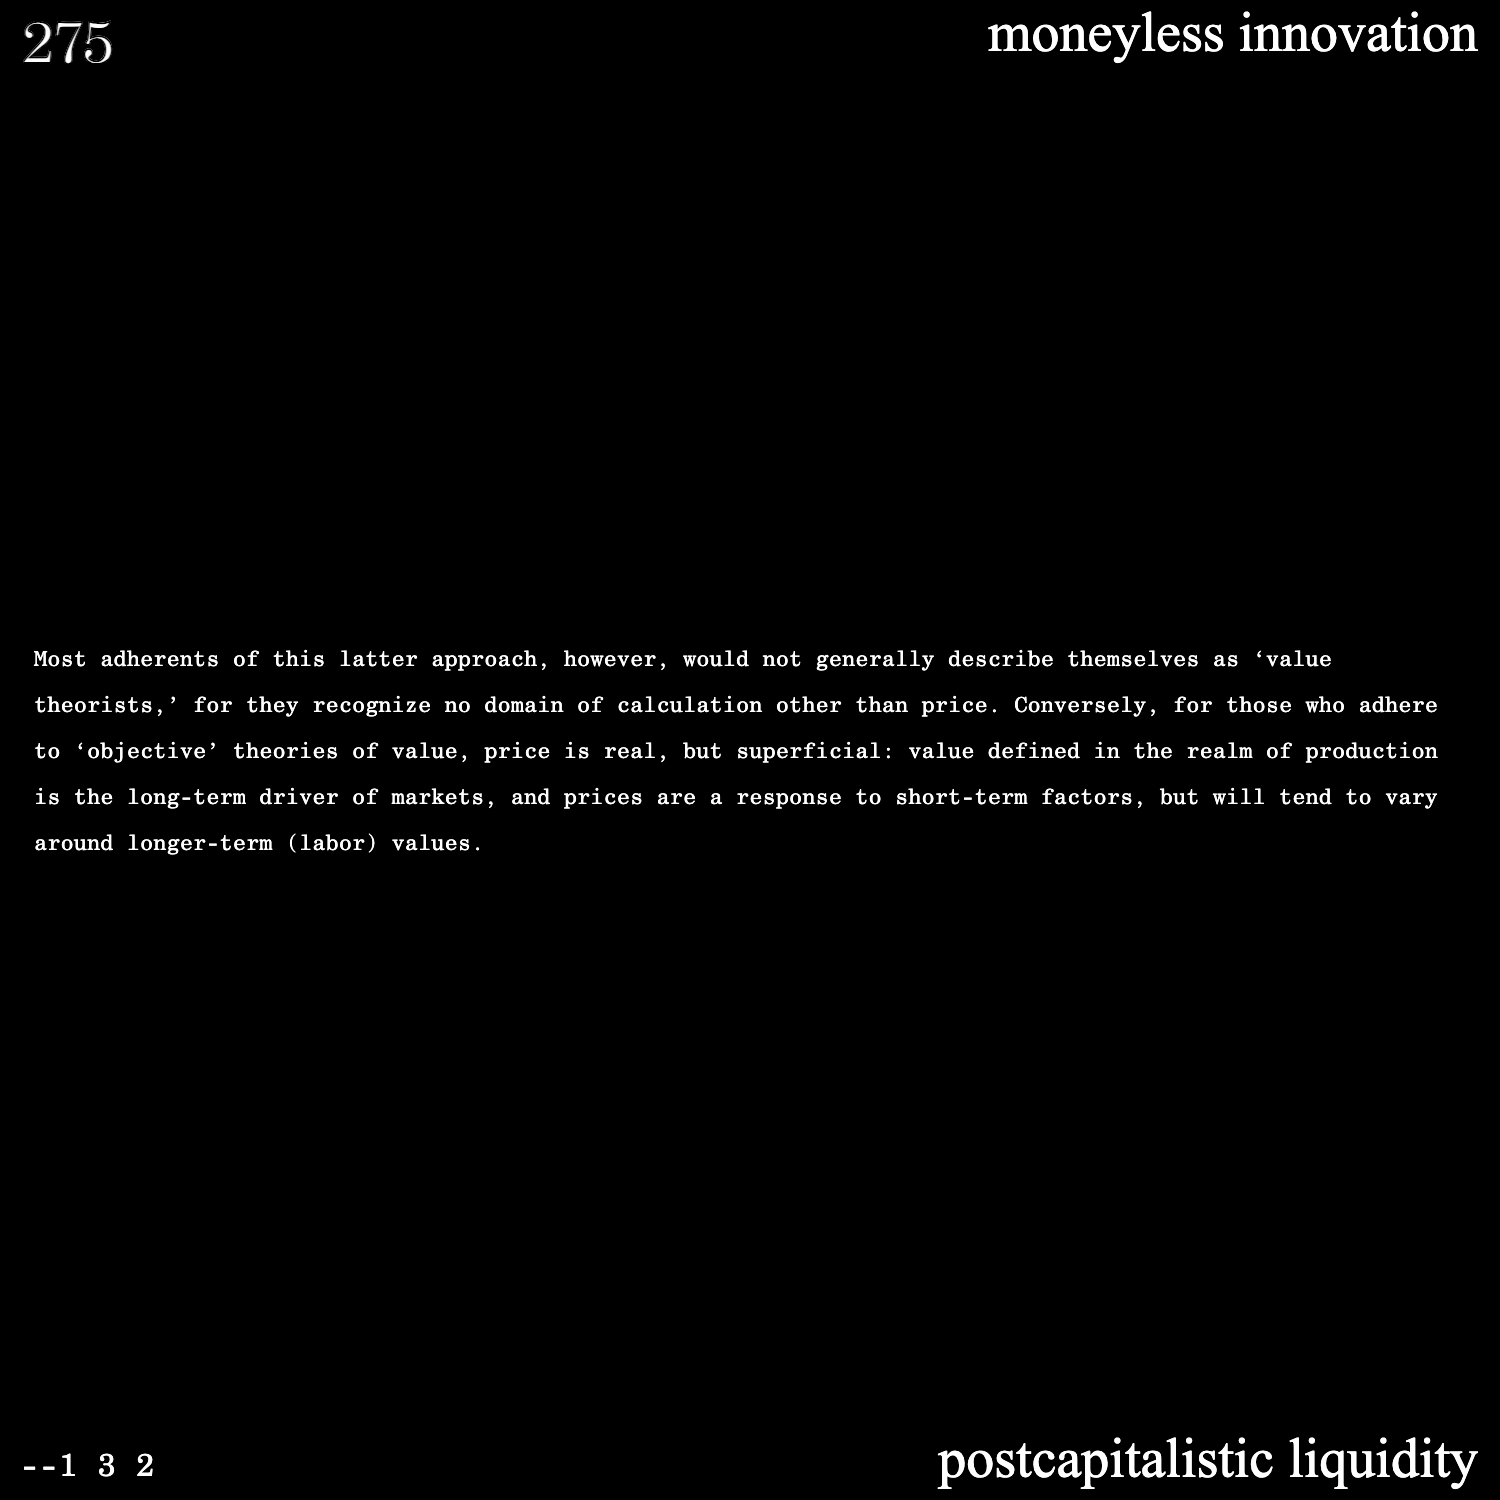 275
moneyless innovation
Most adherents of this latter approach, however, would not generally describe themselves as ‘value
theorists,’ for they recognize no domain of calculation other than price. Conversely, for those who adhere
to ‘objective’ theories of value, price is real, but superficial: value defined in the realm of production
is the long-term driver of markets, and prices are a response to short-term factors, but will tend to vary
around longer-term (labor) values.
--1 3 2
postcapitalistic liquidity